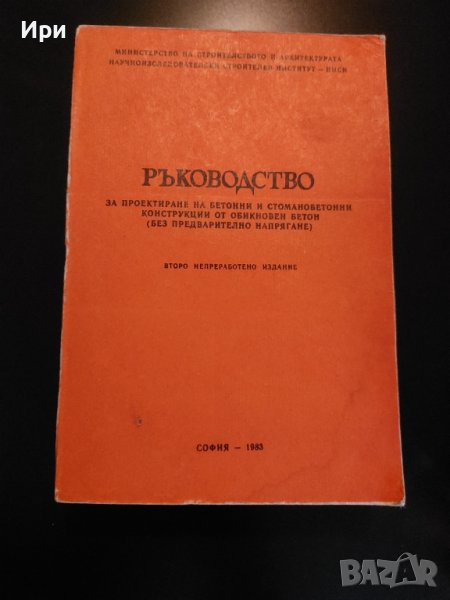 Ири
МИНИСТЕРСТВО НА СТРОИТЕЛСТВОТО И АРХИТЕКТУРАТА
НАУЧНОИЗСЛЕДОВАТЕЛСКИ СТРОИТЕЛЕН ИНСТИТУТ — НИСИ
РЪКОВОДСТВО
ЗА ПРОЕКТИРАНЕ НА БЕТОННИ И СТОМАНОБЕТОННИ
КОНСТРУКЦИИ ОТ ОБИКНОВЕН БЕТОН
(БЕЗ ПРЕДВАРИТЕЛНО НАПРЯГАНЕ)
ВТОРО НЕПРЕРАБОТЕНО ИЗДАНИЕ
СОФИЯ — 1983
BAZAR